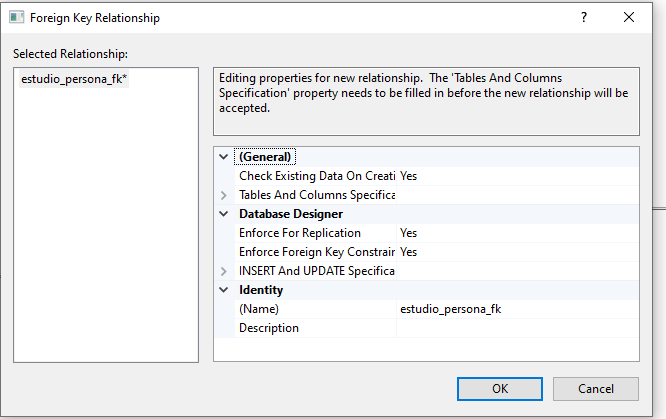 Foreign Key Relationship
Selected Relationship:
estudio_persona_fk*
Editing properties for new relationship.  The 'Tables And Columns
Specification' property needs to be filled in before the new relationship will be
accepted.
(General)
Check Existing Data On Creati Yes
Tables And Columns Specifica
Database Designer
Enforce For Replication Yes
Enforce Foreign Key Constrain Yes
INSERT And UPDATE Specifica
Identity
(Name) estudio_persona_fk
Description
OK Cancel